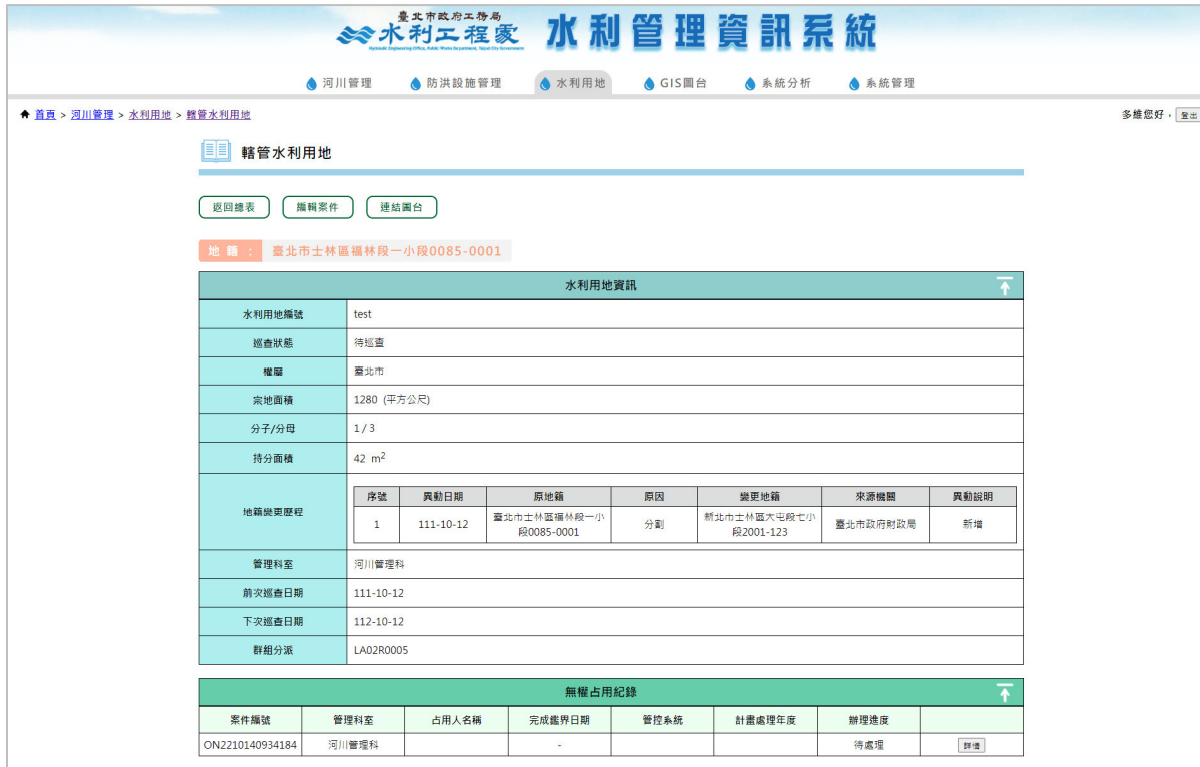 臺北市政府工務局
水利工程處 水利管理資訊系統
Hydraulic Engineering Office, Public Works Department, Taipei City Government
河川管理 防洪設施管理 水利用地 GIS圖台 系統分析 系統管理
首頁 > 河川管理 > 水利用地 > 轄管水利用地 多維您好, 登出
轄管水利用地
返回總表 編輯案件 連結圖台
地籍: 臺北市士林區福林段一小段0085-0001
水利用地資訊
水利用地編號 test
巡查狀態 待巡查
權屬 臺北市
宗地面積 1280 (平方公尺)
分子/分母 1 / 3
持分面積 42 m²
地籍變更歷程
序號 異動日期 原地籍 原因 變更地籍 來源機關 異動說明
1 111-10-12 臺北市士林區福林段一小段0085-0001 分割 新北市士林區大屯段七小段2001-123 臺北市政府財政局 新增
管理科室 河川管理科
前次巡查日期 111-10-12
下次巡查日期 112-10-12
群組分派 LA02R0005
無權占用紀錄
案件編號 管理科室 占用人名稱 完成鑑界日期 管控系統 計畫處理年度 辦理進度
ON2210140934184 河川管理科 - 待處理 詳情